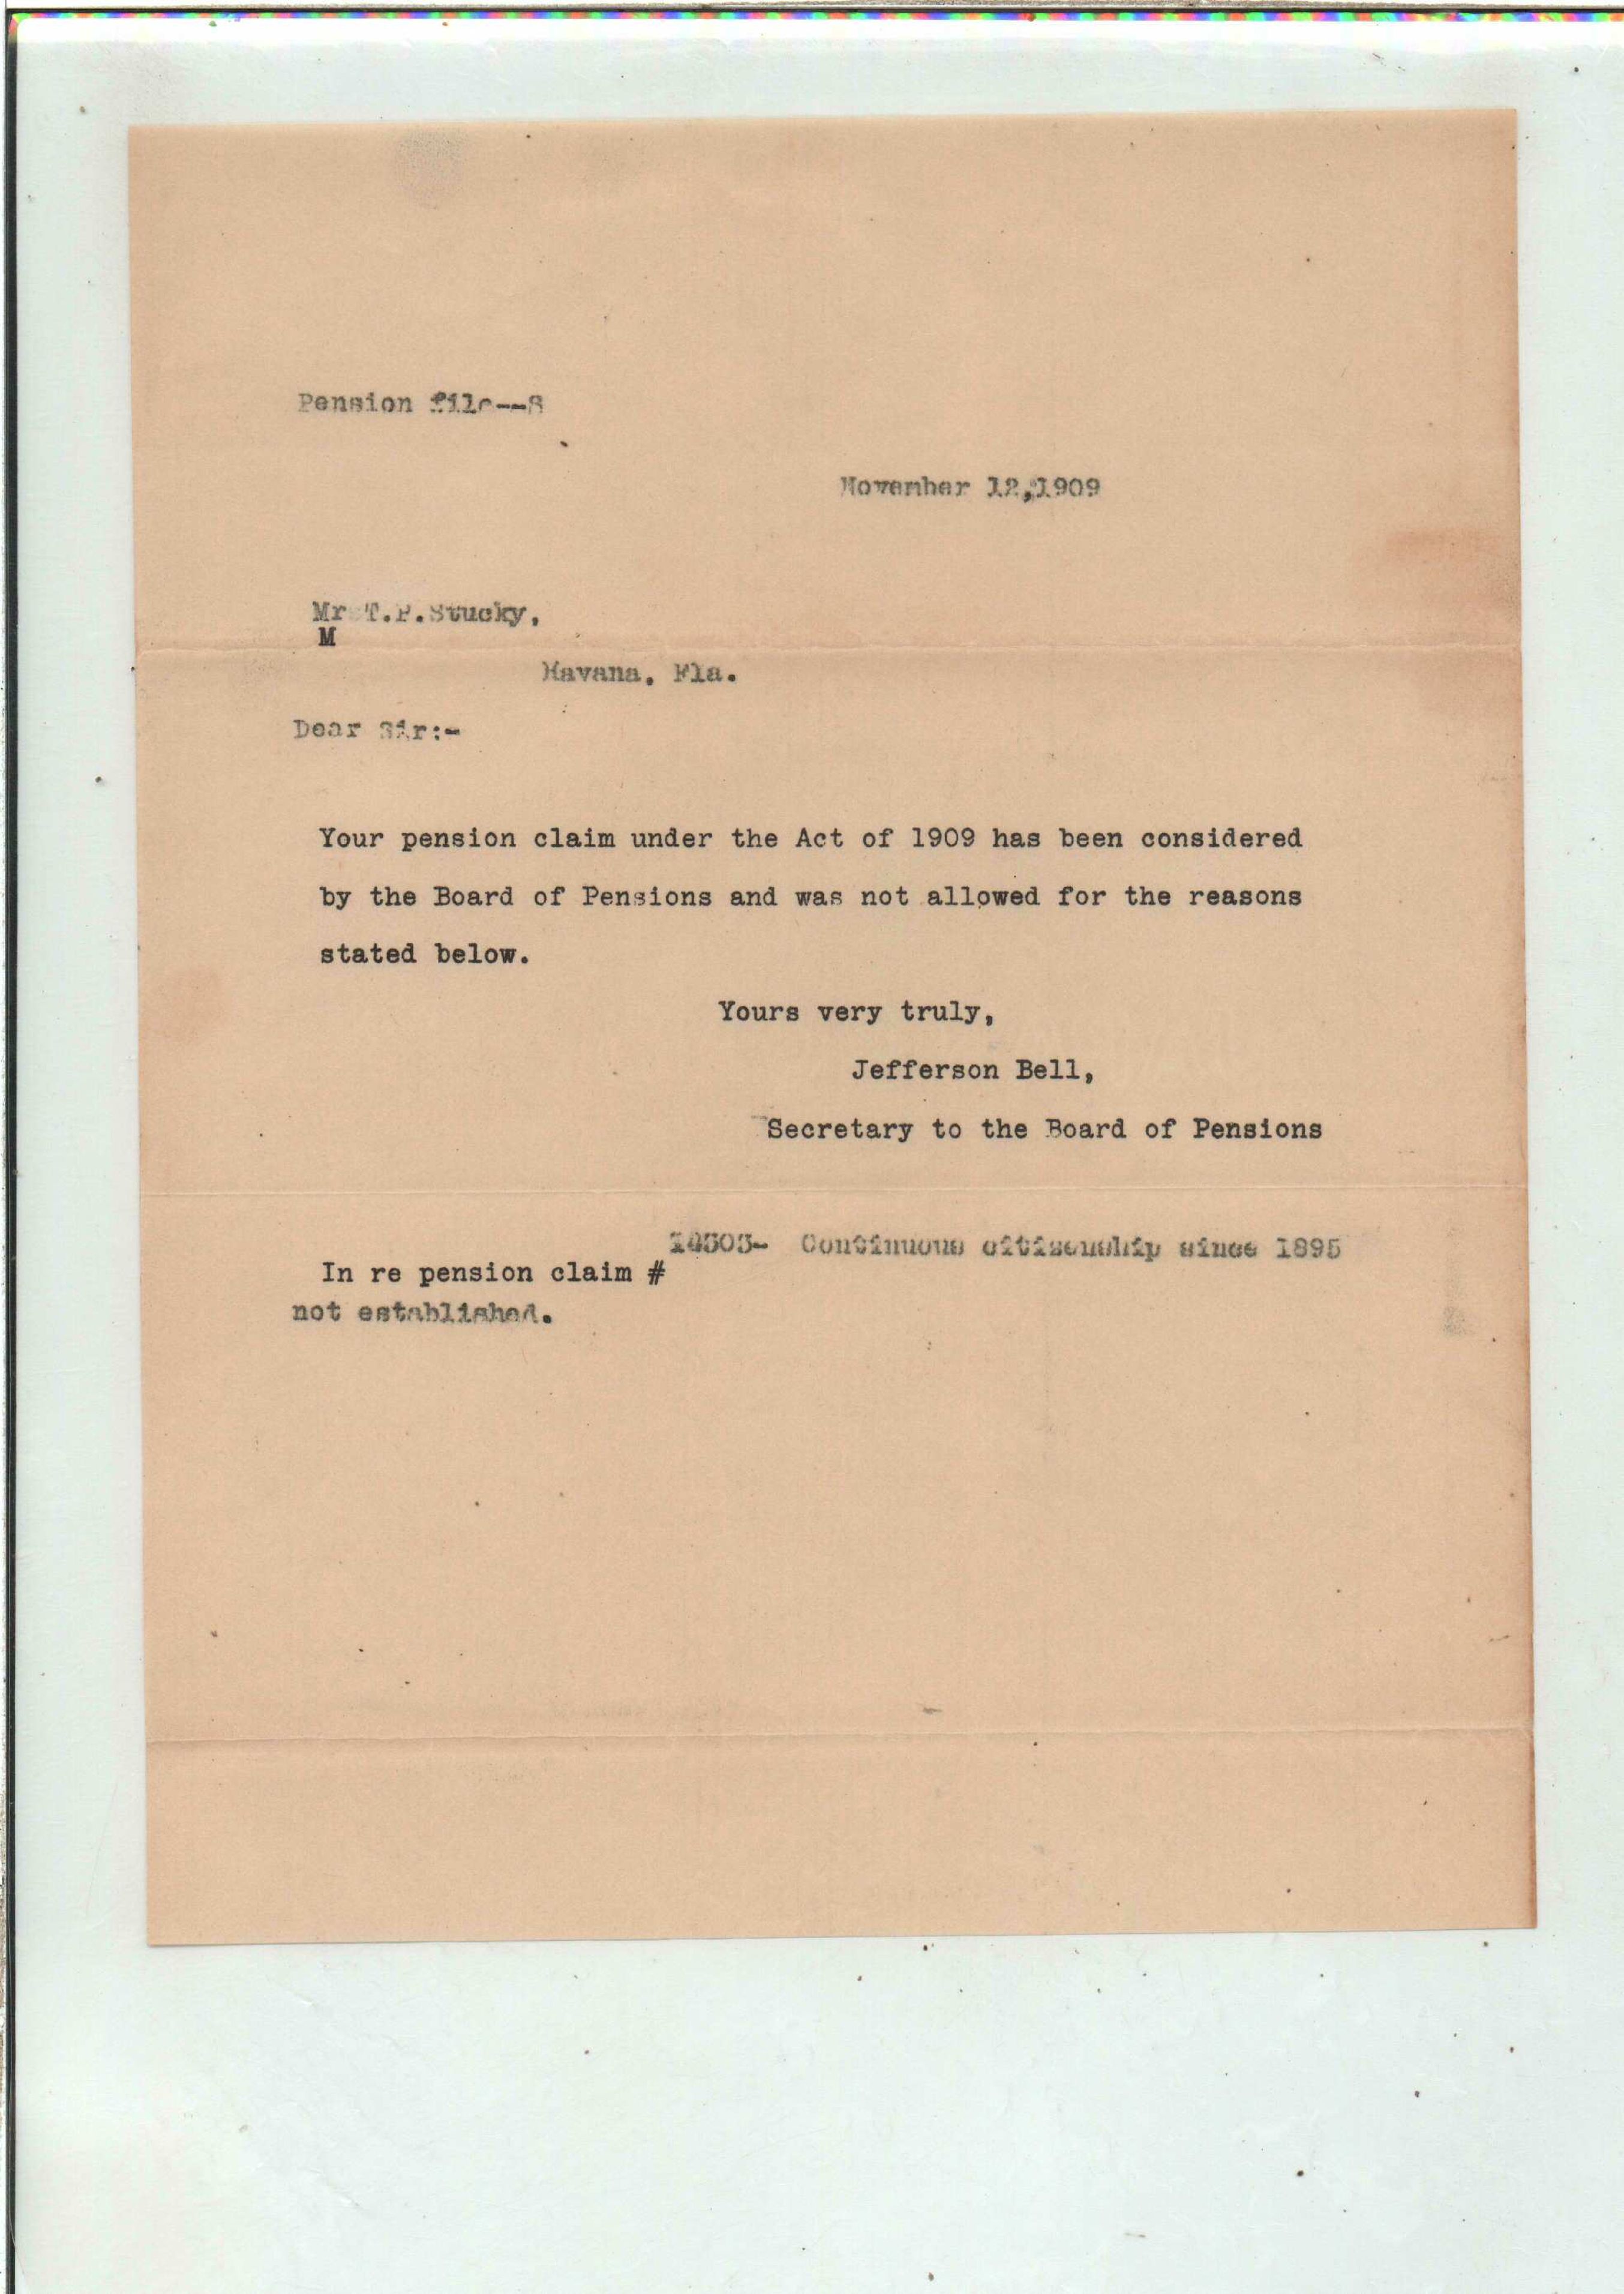 Pension file--S
November 12,1909
Mr T.P.Stucky,
M
Havana, Fla.
Dear Sir:-
Your pension claim under the Act of 1909 has been considered
by the Board of Pensions and was not allowed for the reasons
stated below.
Yours very truly,
Jefferson Bell,
Secretary to the Board of Pensions
Continuous citizenship since 1895
In re pension claim #
not established.